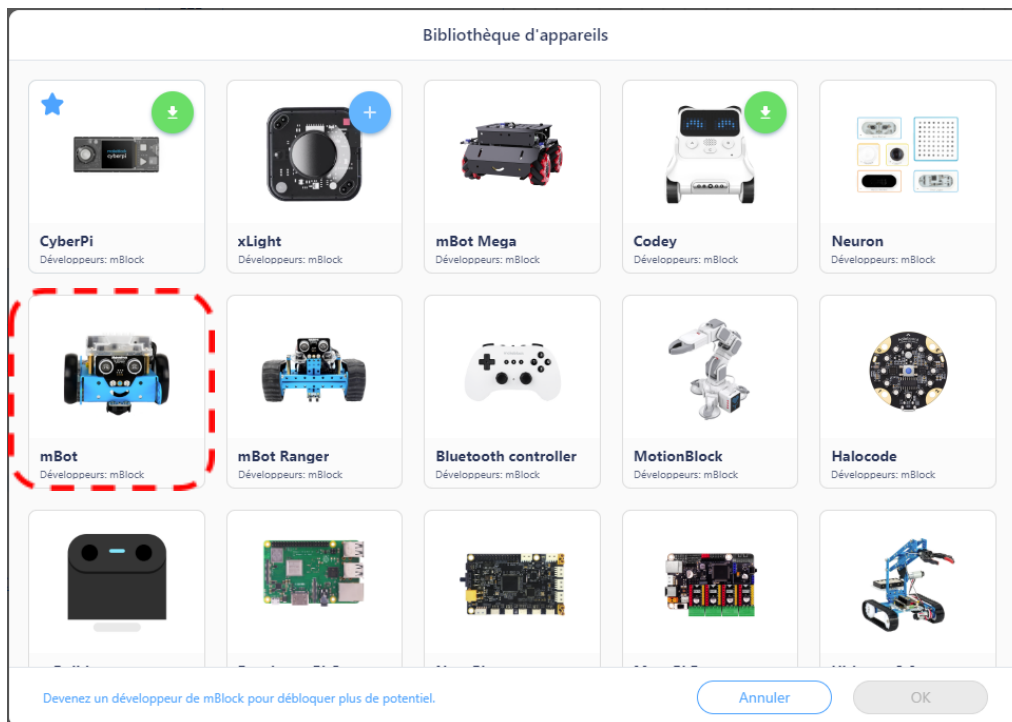 Bibliothèque d'appareils
cyberpi
CyberPi
Développeurs: mBlock
xLight
Développeurs: mBlock
mBot Mega
Développeurs: mBlock
Codey
Développeurs: mBlock
Neuron
Développeurs: mBlock
mBot
Développeurs: mBlock
mBot Ranger
Développeurs: mBlock
Bluetooth controller
Développeurs: mBlock
MotionBlock
Développeurs: mBlock
Halocode
Développeurs: mBlock
Devenez un développeur de mBlock pour débloquer plus de potentiel.
Annuler
OK